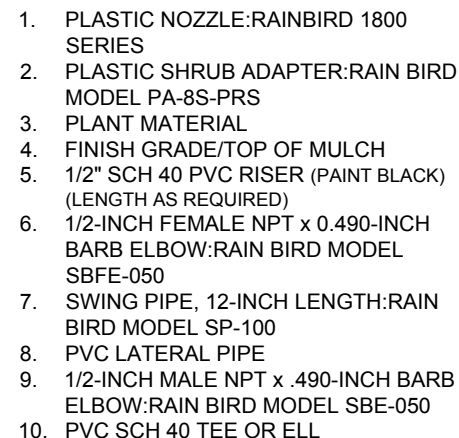 1. PLASTIC NOZZLE:RAINBIRD 1800
SERIES
2. PLASTIC SHRUB ADAPTER:RAIN BIRD
MODEL PA-8S-PRS
3. PLANT MATERIAL
4. FINISH GRADE/TOP OF MULCH
5. 1/2" SCH 40 PVC RISER (PAINT BLACK)
(LENGTH AS REQUIRED)
6. 1/2-INCH FEMALE NPT x 0.490-INCH
BARB ELBOW:RAIN BIRD MODEL
SBFE-050
7. SWING PIPE, 12-INCH LENGTH:RAIN
BIRD MODEL SP-100
8. PVC LATERAL PIPE
9. 1/2-INCH MALE NPT x .490-INCH BARB
ELBOW:RAIN BIRD MODEL SBE-050
10. PVC SCH 40 TEE OR ELL